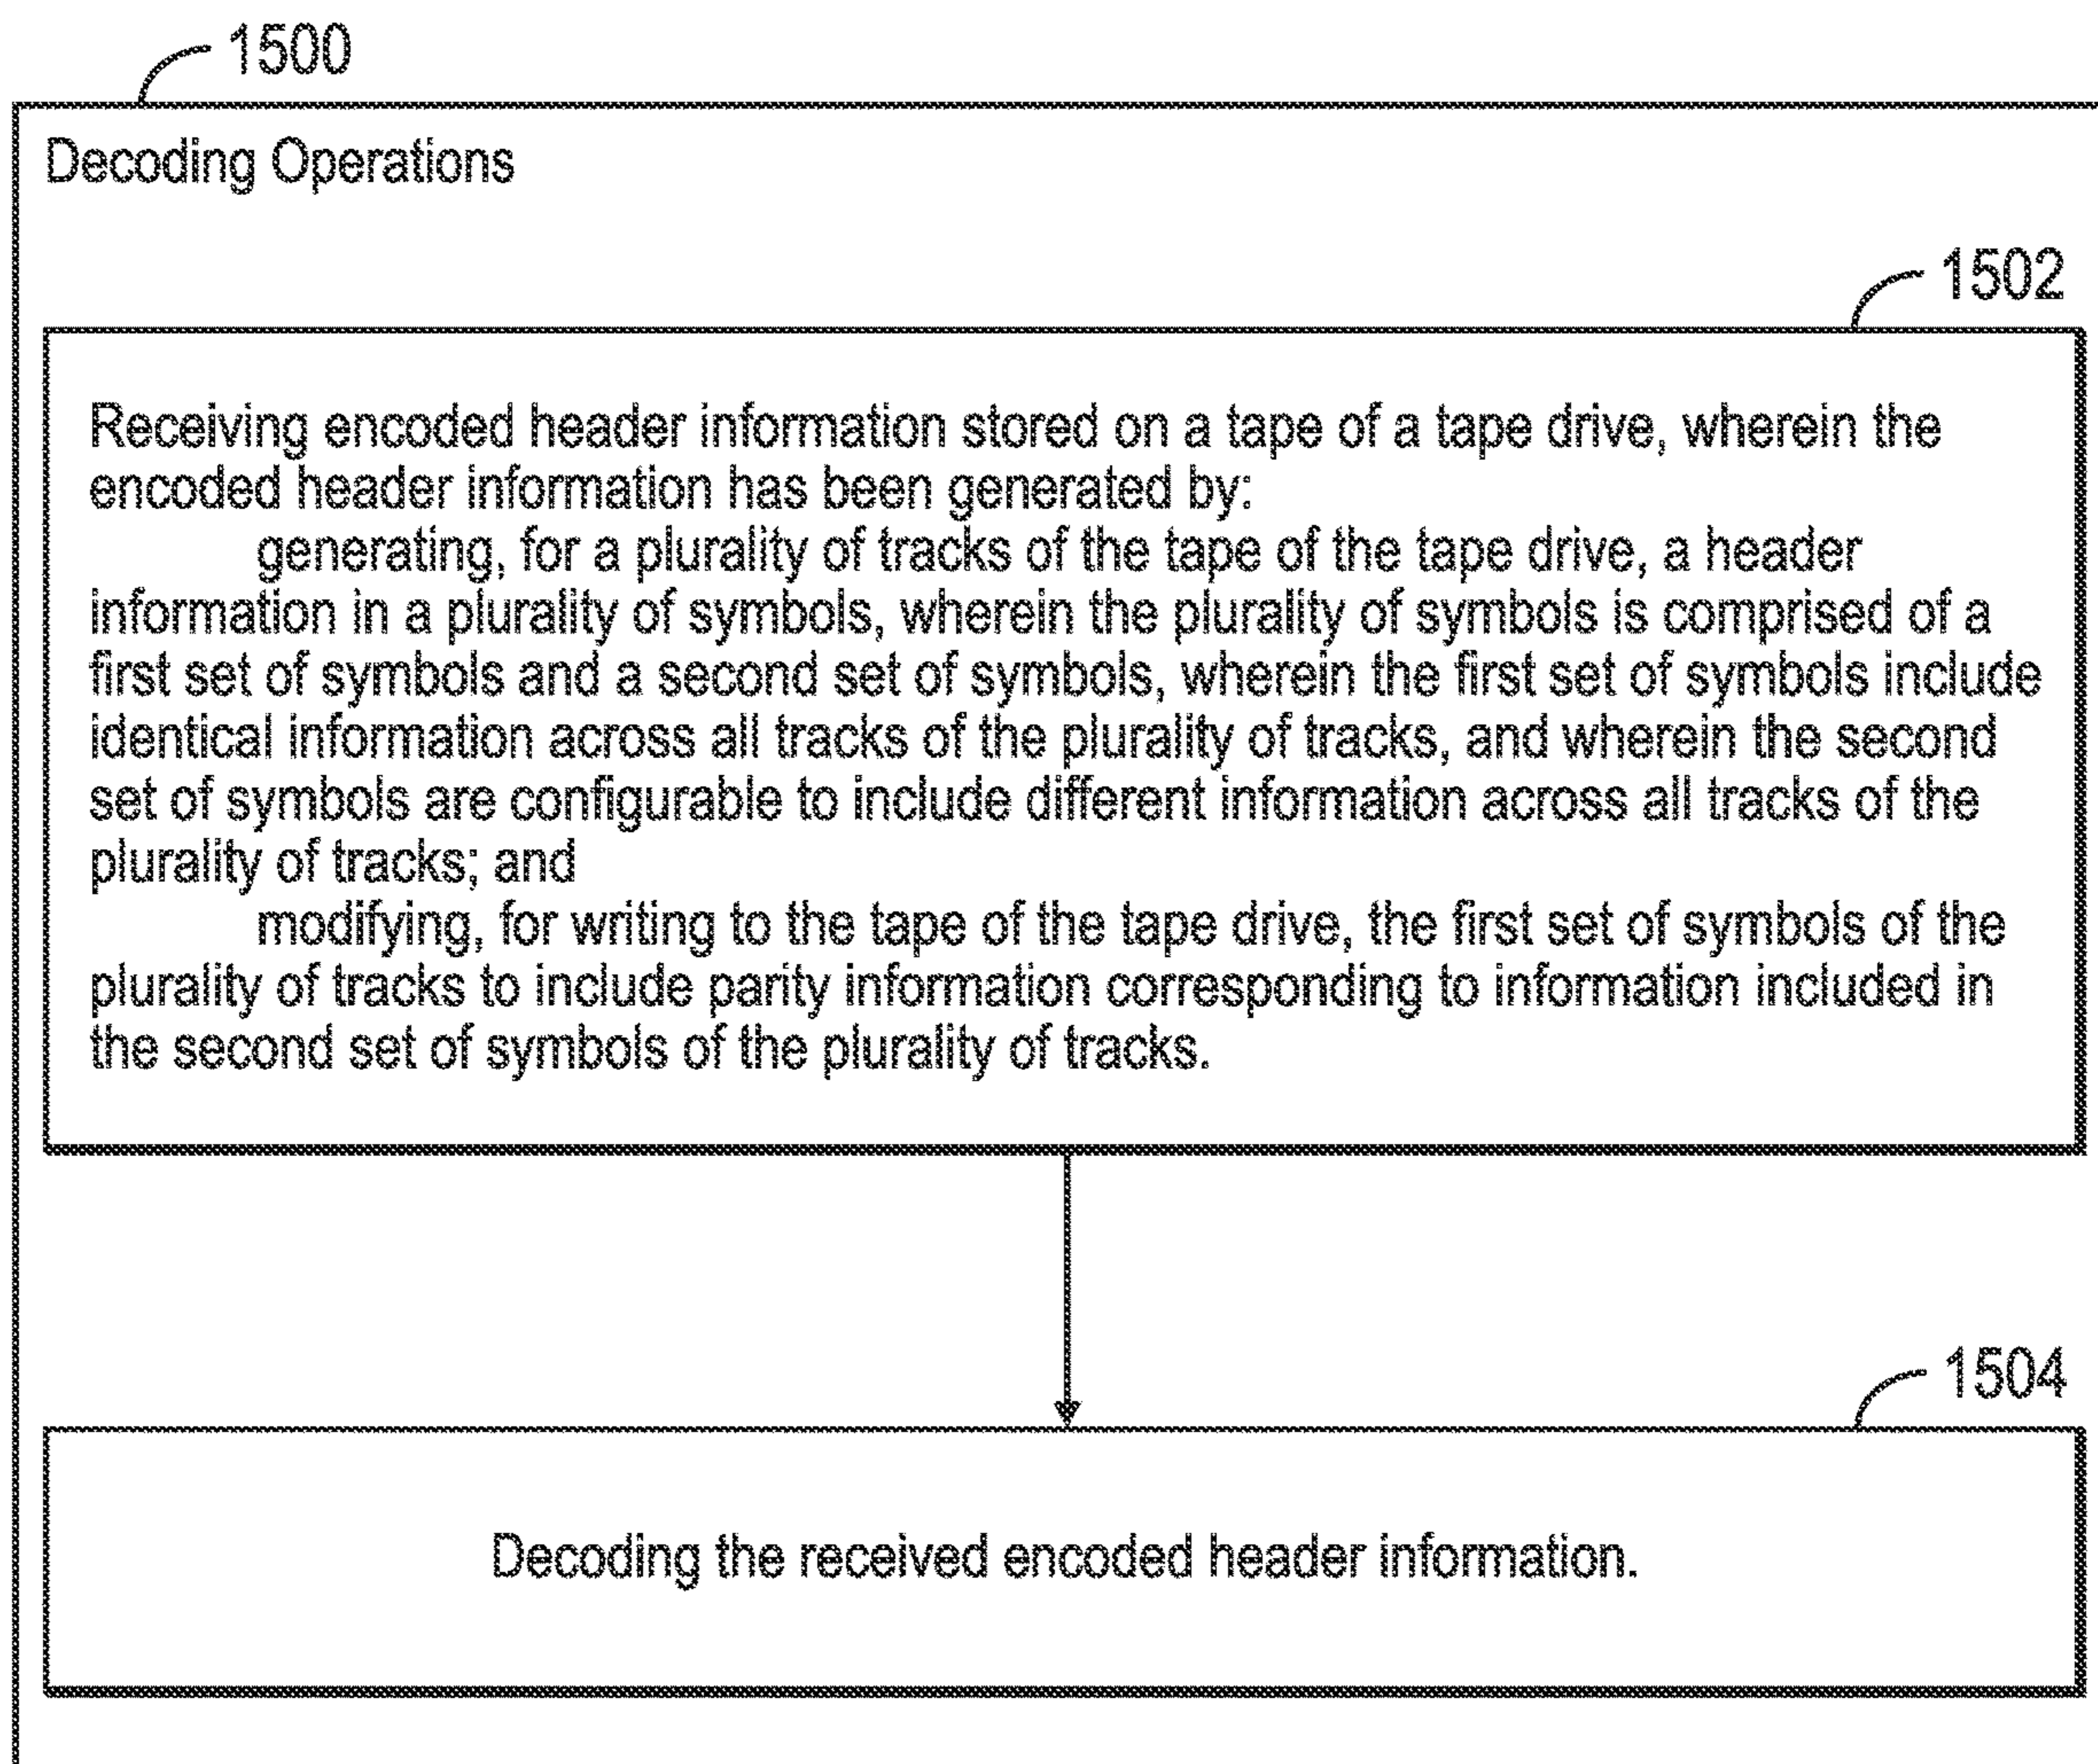 1500
Decoding Operations
1502
Receiving encoded header information stored on a tape of a tape drive, wherein the
encoded header information has been generated by:
generating, for a plurality of tracks of the tape of the tape drive, a header
information in a plurality of symbols, wherein the plurality of symbols is comprised of a
first set of symbols and a second set of symbols, wherein the first set of symbols include
identical information across all tracks of the plurality of tracks, and wherein the second
set of symbols are configurable to include different information across all tracks of the
plurality of tracks; and
modifying, for writing to the tape of the tape drive, the first set of symbols of the
plurality of tracks to include parity information corresponding to information included in
the second set of symbols of the plurality of tracks.
1504
Decoding the received encoded header information.